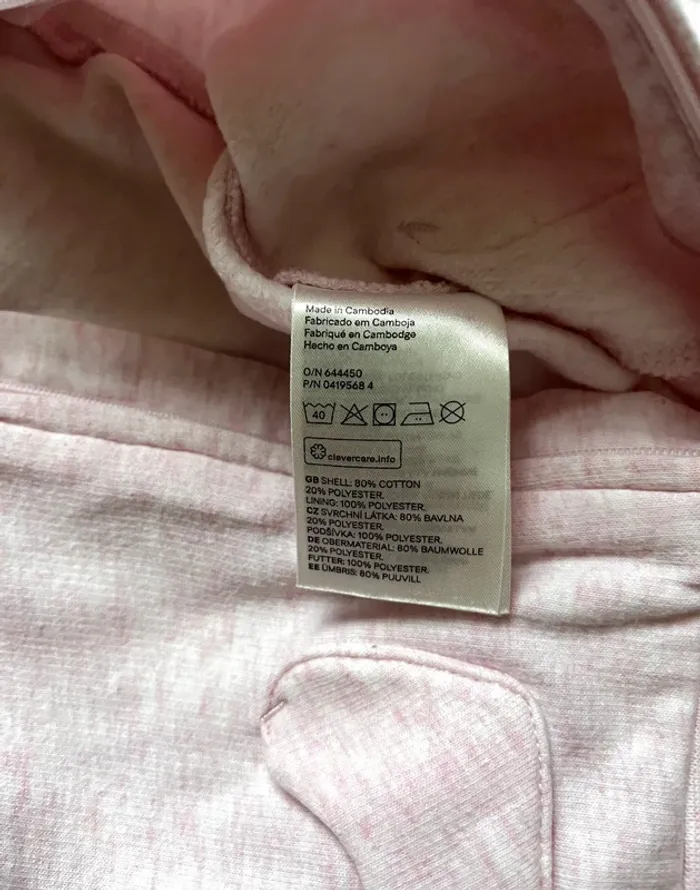 Made in Cambodia
Fabricado em Camboja
Fabriqué en Cambodge
Hecho en Camboya
O/N 644450
P/N 0419568 4
40
clevercare.info
GB SHELL: 80% COTTON
20% POLYESTER.
LINING: 100% POLYESTER.
CZ SVRCHNÍ LÁTKA: 80% BAVLNA
20% POLYESTER.
PODŠÍVKA: 100% POLYESTER.
DE OBERMATERIAL: 80% BAUMWOLLE
20% POLYESTER.
FUTTER: 100% POLYESTER.
EE ÜMBRIS: 80% PUUVILL